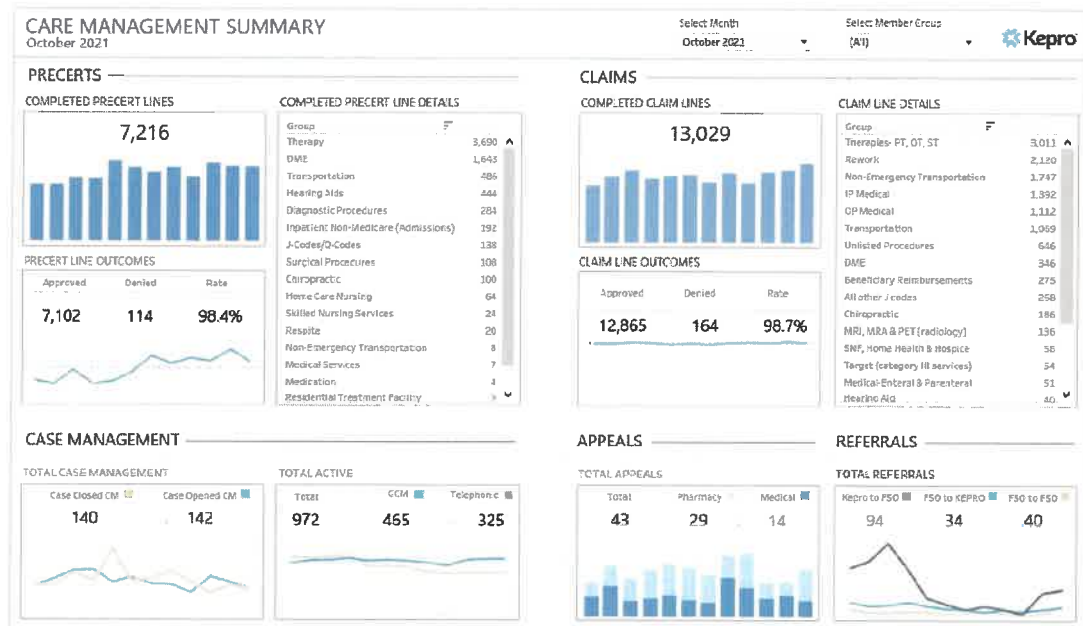 CARE MANAGEMENT SUMMARY
October 2021
Select Month
October 2021
Select Member Group
(All)
Kepro
PRECERTS
COMPLETED PRECERT LINES
7,216
PRECERT LINE OUTCOMES
Approved Denied Rate
7,102 114 98.4%
COMPLETED PRECERT LINE DETAILS
Group
Therapy 3,690
DME 1,643
Transportation 486
Hearing Aids 444
Diagnostic Procedures 284
Inpatient Non-Medicare (Admissions) 192
J-Codes/Q-Codes 138
Surgical Procedures 108
Chiropractic 100
Home Care Nursing 64
Skilled Nursing Services 24
Respite 20
Non-Emergency Transportation 8
Medical Services 7
Medication 4
Residential Treatment Facility
CLAIMS
COMPLETED CLAIM LINES
13,029
CLAIM LINE OUTCOMES
Approved Denied Rate
12,865 164 98.7%
CLAIM LINE DETAILS
Group
Therapies- PT, OT, ST 3,011
Rework 2,120
Non-Emergency Transportation 1,747
IP Medical 1,392
OP Medical 1,112
Transportation 1,069
Unlisted Procedures 646
DME 346
Beneficiary Reimbursements 275
All other J codes 258
Chiropractic 186
MRI, MRA & PET (radiology) 136
SNF, Home Health & Hospice 58
Target (category III services) 54
Medical-Enteral & Parenteral 51
Hearing Aid 40
CASE MANAGEMENT
TOTAL CASE MANAGEMENT
Case Closed CM Case Opened CM
140 142
TOTAL ACTIVE
Total CCM Telephonic
972 465 325
APPEALS
TOTAL APPEALS
Total Pharmacy Medical
43 29 14
REFERRALS
TOTAL REFERRALS
Kepro to FSO FSO to KEPRO FSO to FSO
94 34 40